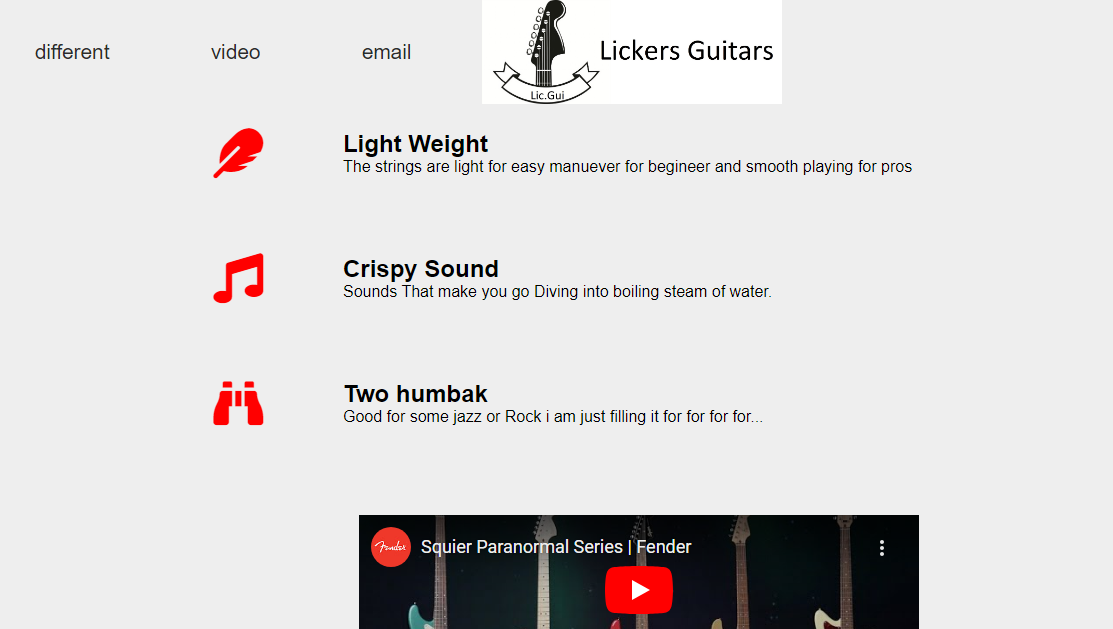 different video email
Lickers Guitars
Lic.Gui
Light Weight
The strings are light for easy manuever for begineer and smooth playing for pros
Crispy Sound
Sounds That make you go Diving into boiling steam of water.
Two humbak
Good for some jazz or Rock i am just filling it for for for for...
Fender
Squier Paranormal Series | Fender